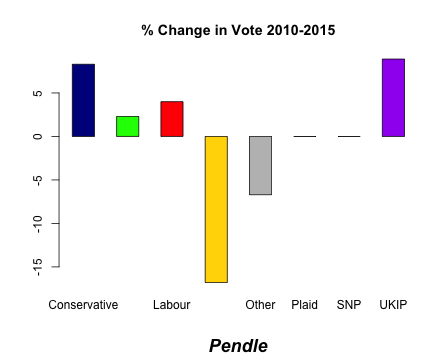 % Change in Vote 2010-2015
5
0
-5
-10
-15
Conservative Labour Other Plaid SNP UKIP
Pendle